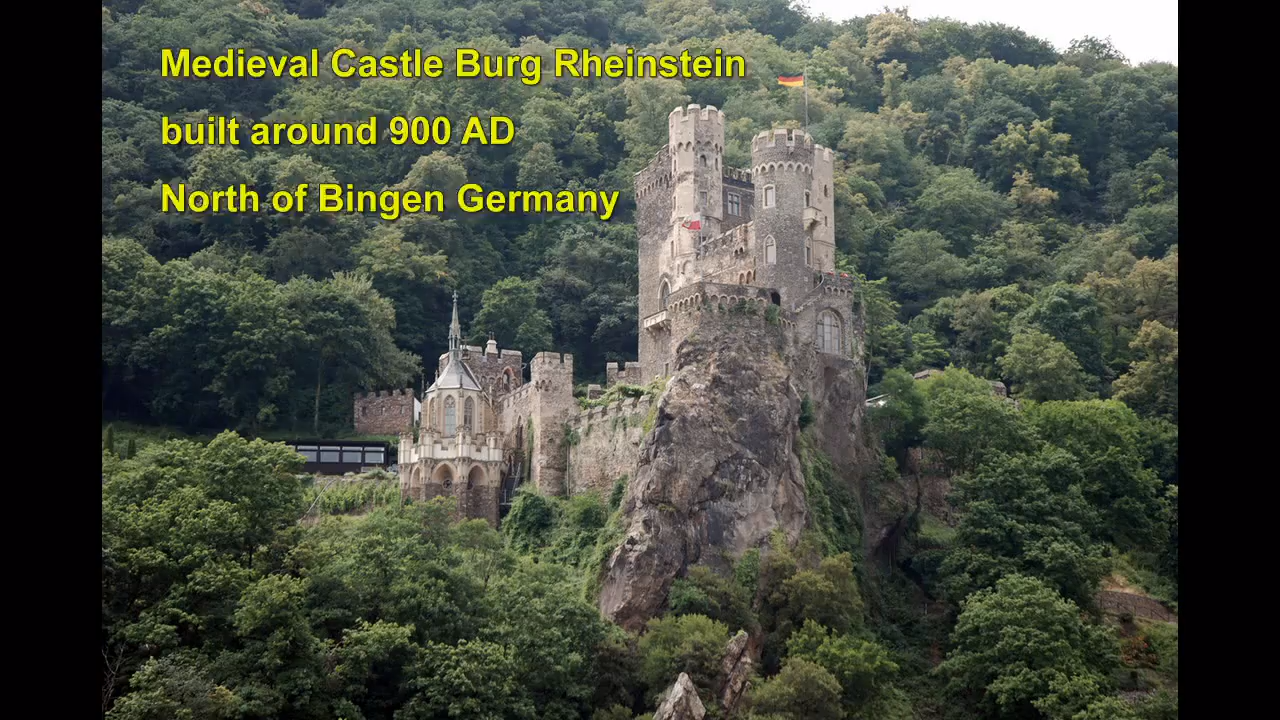 Medieval Castle Burg Rheinstein
built around 900 AD
North of Bingen Germany